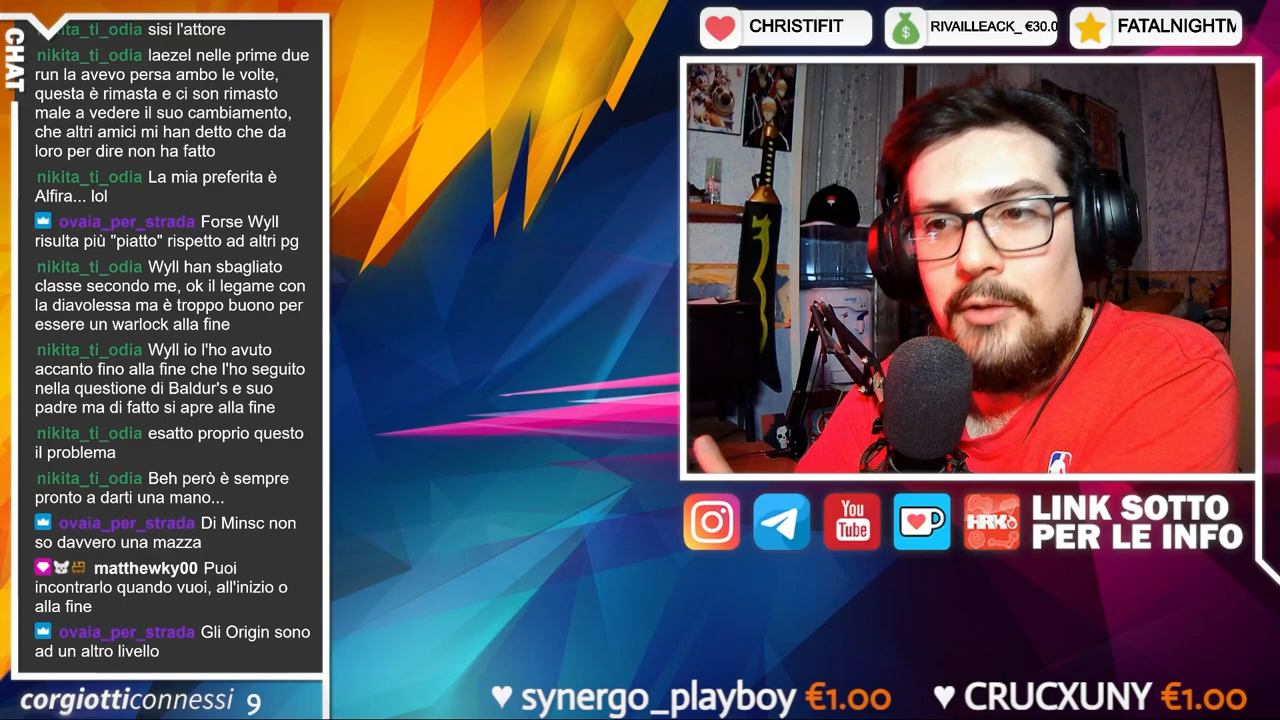 CHAT
nikita_ti_odia sisi l'attore
nikita_ti_odia laezel nelle prime due
run la avevo persa ambo le volte,
questa è rimasta e ci son rimasto
male a vedere il suo cambiamento,
che altri amici mi han detto che da
loro per dire non ha fatto
nikita_ti_odia La mia preferita è
Alfira... lol
ovaia_per_strada Forse Wyll
risulta più "piatto" rispetto ad altri pg
nikita_ti_odia Wyll han sbagliato
classe secondo me, ok il legame con
la diavolessa ma è troppo buono per
essere un warlock alla fine
nikita_ti_odia Wyll io l'ho avuto
accanto fino alla fine che l'ho seguito
nella questione di Baldur's e suo
padre ma di fatto si apre alla fine
nikita_ti_odia esatto proprio questo
il problema
nikita_ti_odia Beh però è sempre
pronto a darti una mano...
ovaia_per_strada Di Minsc non
so davvero una mazza
matthewky00 Puoi
incontrarlo quando vuoi, all'inizio o
alla fine
ovaia_per_strada Gli Origin sono
ad un altro livello
corgiotticonnessi 9
CHRISTIFIT
RIVAILLEACK_ €30.0
FATALNIGHTM
You
Tube
HRK
LINK SOTTO
PER LE INFO
synergo_playboy €1.00
CRUCXUNY €1.00